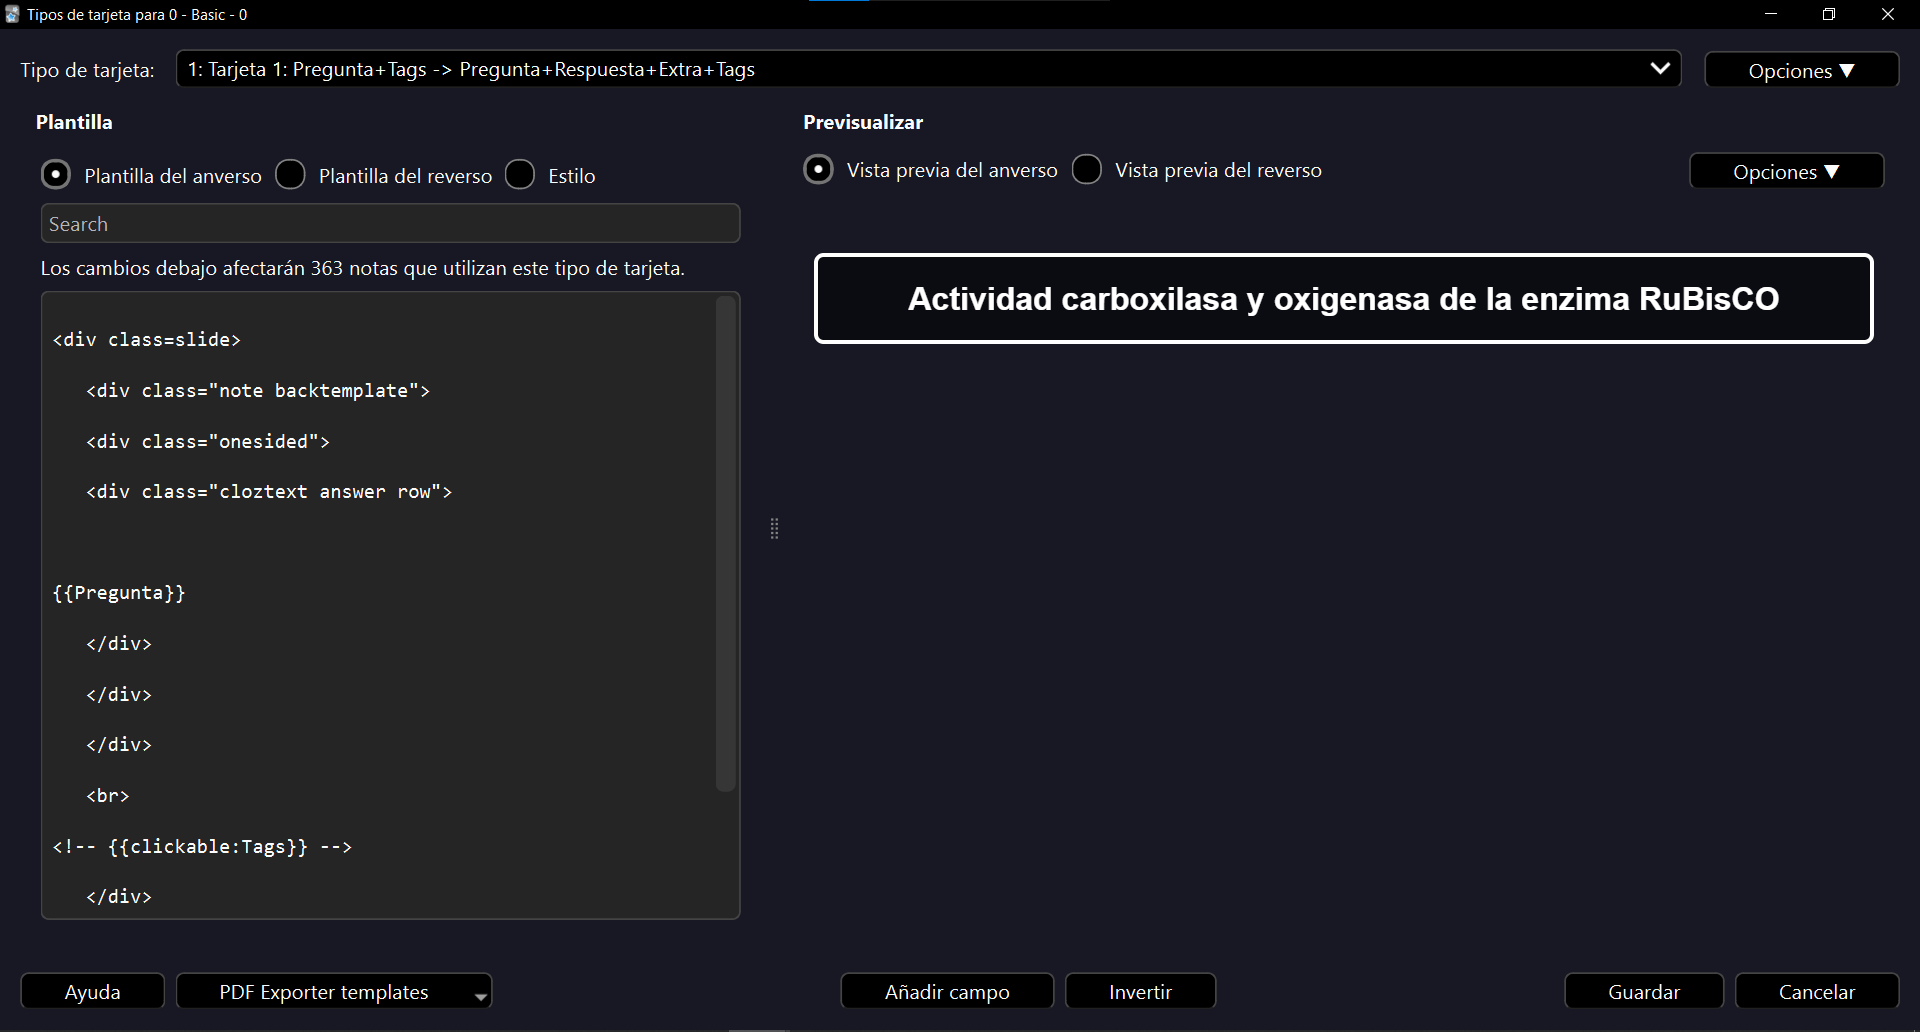 Tipos de tarjeta para 0 - Basic - 0
Tipo de tarjeta:
1: Tarjeta 1: Pregunta+Tags -> Pregunta+Respuesta+Extra+Tags
Opciones ▼
Plantilla
Previsualizar
Plantilla del anverso
Plantilla del reverso
Estilo
Vista previa del anverso
Vista previa del reverso
Opciones ▼
Search
Los cambios debajo afectarán 363 notas que utilizan este tipo de tarjeta.
Actividad carboxilasa y oxigenasa de la enzima RuBisCO
<div class=slide>
<div class="note backtemplate">
<div class="onesided">
<div class="cloztext answer row">
{{Pregunta}}
</div>
</div>
</div>
<br>
<!-- {{clickable:Tags}} -->
</div>
Ayuda
PDF Exporter templates
Añadir campo
Invertir
Guardar
Cancelar